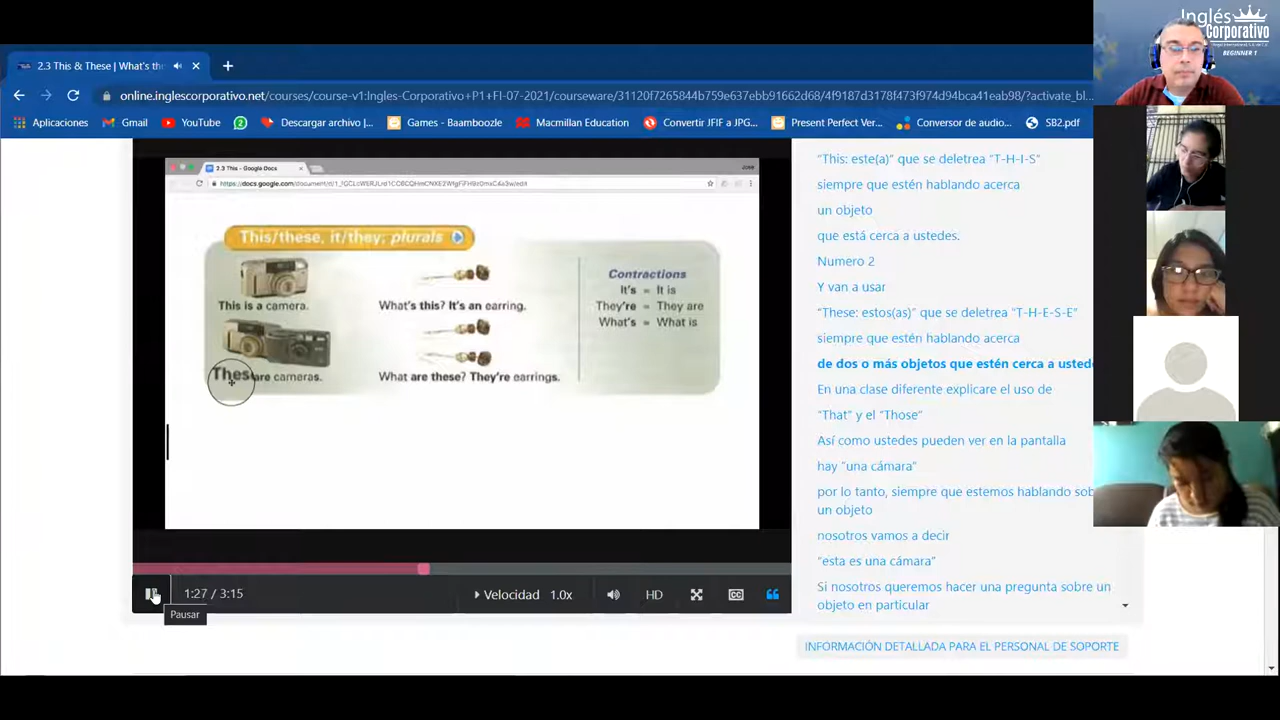 Inglés
Corporativo
BEGINNER 1
2.3 This & These | What's the
online.inglescorporativo.net/courses/course-v1:Ingles-Corporativo+P1+FI-07-2021/courseware/31120f7265844b759e637ebb91662d68/4f9187d3178f473f974d94bca41eab98/?activate_bl...
Aplicaciones
Gmail
YouTube
Descargar archivo |...
Games - Baamboozle
Macmillan Education
Convertir JFIF a JPG...
Present Perfect Ver...
Conversor de audio...
SB2.pdf
2.3 This - Google Docs
This/these, it/they; plurals
This is a camera.
What's this? It's an earring.
These are cameras.
What are these? They're earrings.
Contractions
It's = It is
They're = They are
What's = What is
1:27 / 3:15
Pausar
Velocidad 1.0x
HD
"This: este(a)" que se deletrea "T-H-I-S"
siempre que estén hablando acerca
un objeto
que está cerca a ustedes.
Numero 2
Y van a usar
"These: estos(as)" que se deletrea "T-H-E-S-E"
siempre que estén hablando acerca
de dos o más objetos que estén cerca a ustede
En una clase diferente explicare el uso de
"That" y el "Those"
Así como ustedes pueden ver en la pantalla
hay "una cámara"
por lo tanto, siempre que estemos hablando sob
un objeto
nosotros vamos a decir
"esta es una cámara"
Si nosotros queremos hacer una pregunta sobre un
objeto en particular
INFORMACIÓN DETALLADA PARA EL PERSONAL DE SOPORTE